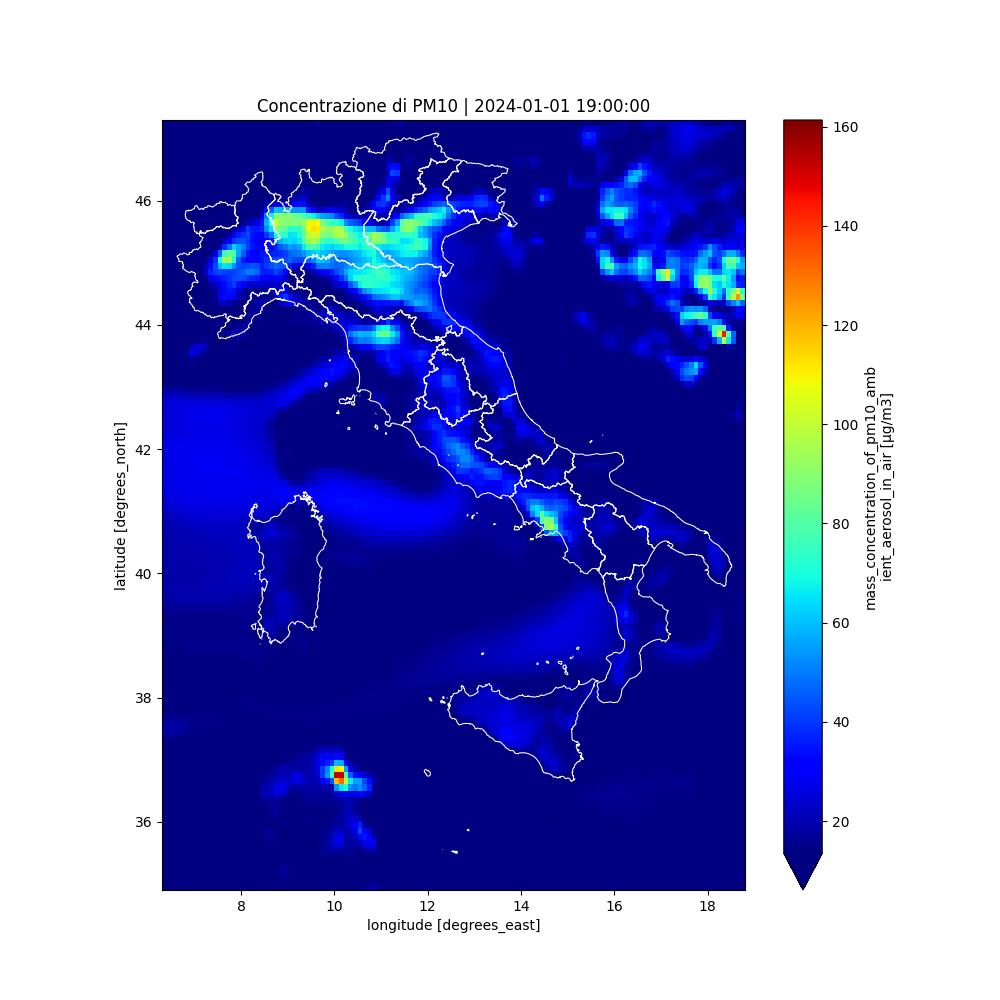 Concentrazione di PM10 | 2024-01-01 19:00:00
160
140
120
100
80
60
40
20
mass_concentration_of_pm10_amb
ient_aerosol_in_air [µg/m3]
latitude [degrees_north]
46
44
42
40
38
36
8 10 12 14 16 18
longitude [degrees_east]